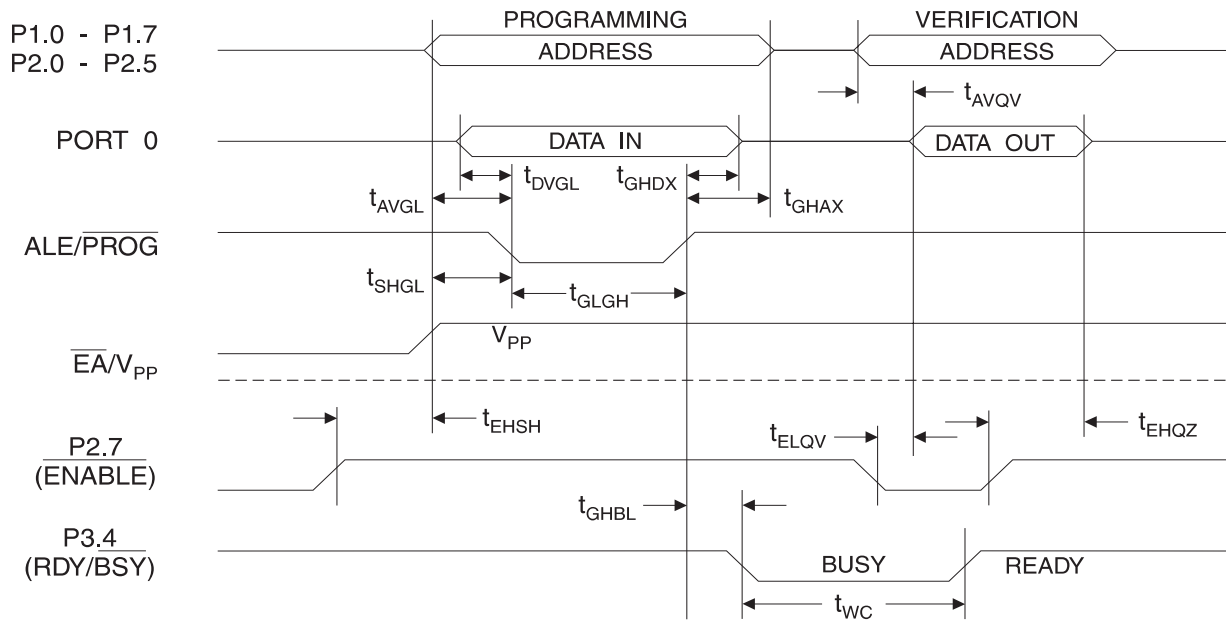 PROGRAMMING
VERIFICATION
P1.0 - P1.7
P2.0 - P2.5
ADDRESS
ADDRESS
tAVQV
PORT 0
DATA IN
DATA OUT
tDVGL
tGHDX
tAVGL
tGHAX
ALE/PROG
tSHGL
tGLGH
VPP
EA/VPP
tEHSH
tELQV
tEHQZ
P2.7
(ENABLE)
tGHBL
P3.4
(RDY/BSY)
BUSY
READY
tWC